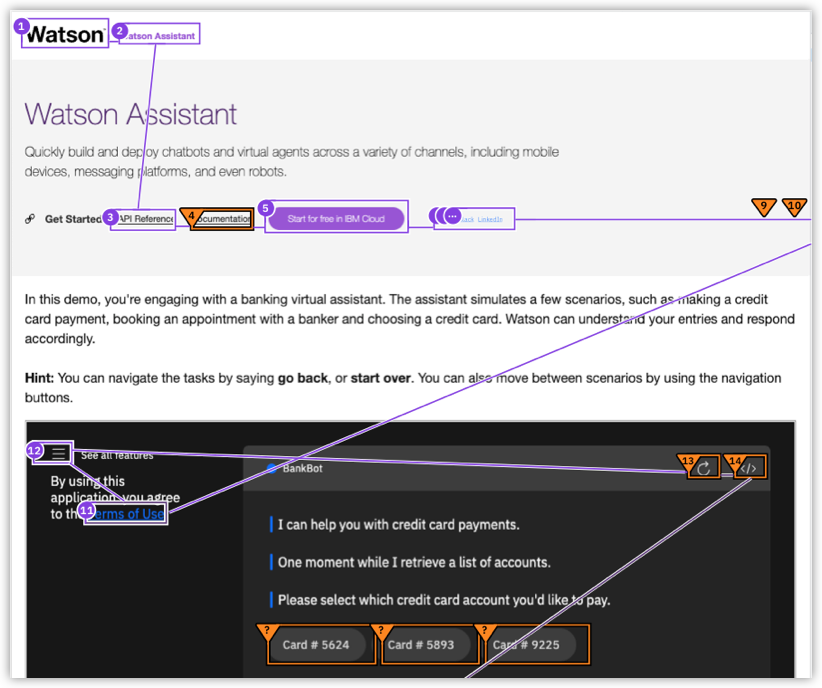 1
Watson
2
Watson Assistant
Watson Assistant
Quickly build and deploy chatbots and virtual agents across a variety of channels, including mobile
devices, messaging platforms, and even robots.
Get Started
3
API Reference
4
Documentation
5
Start for free in IBM Cloud
...
LinkedIn
9
10
In this demo, you're engaging with a banking virtual assistant. The assistant simulates a few scenarios, such as making a credit
card payment, booking an appointment with a banker and choosing a credit card. Watson can understand your entries and respond
accordingly.
Hint: You can navigate the tasks by saying go back, or start over. You can also move between scenarios by using the navigation
buttons.
12
See all features
By using this
application, you agree
to the Terms of Use
11
BankBot
13
14
</>
I can help you with credit card payments.
One moment while I retrieve a list of accounts.
Please select which credit card account you'd like to pay.
?
Card # 5624
?
Card # 5893
?
Card # 9225